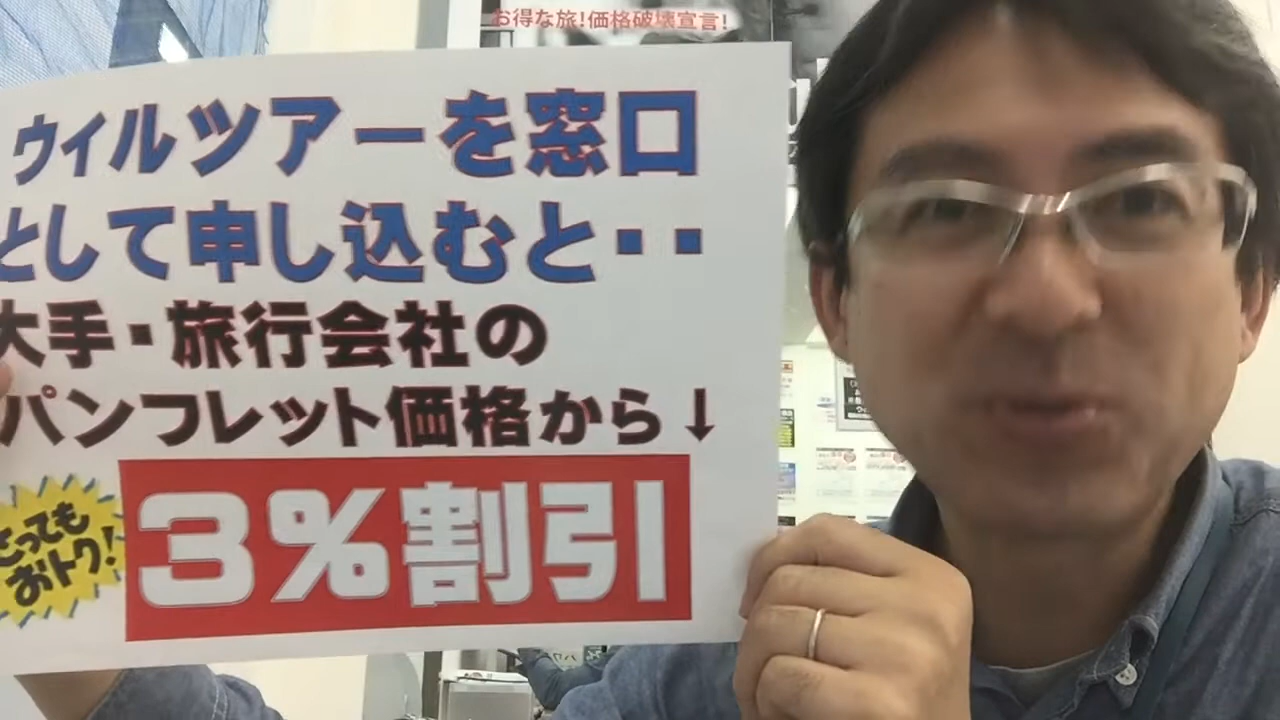 お得な旅!価格破壊宣言!
ウィルツアーを窓口
として申し込むと・・
大手・旅行会社の
パンフレット価格から↓
とっても
おトク!
3%割引